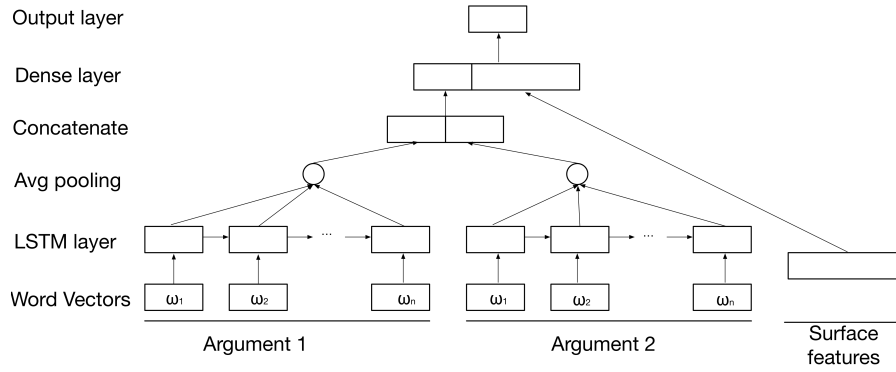 Output layer
Dense layer
Concatenate
Avg pooling
LSTM layer
... ...
Word Vectors
ω1 ω2 ωn ω1 ω2 ωn
Argument 1
Argument 2
Surface
features